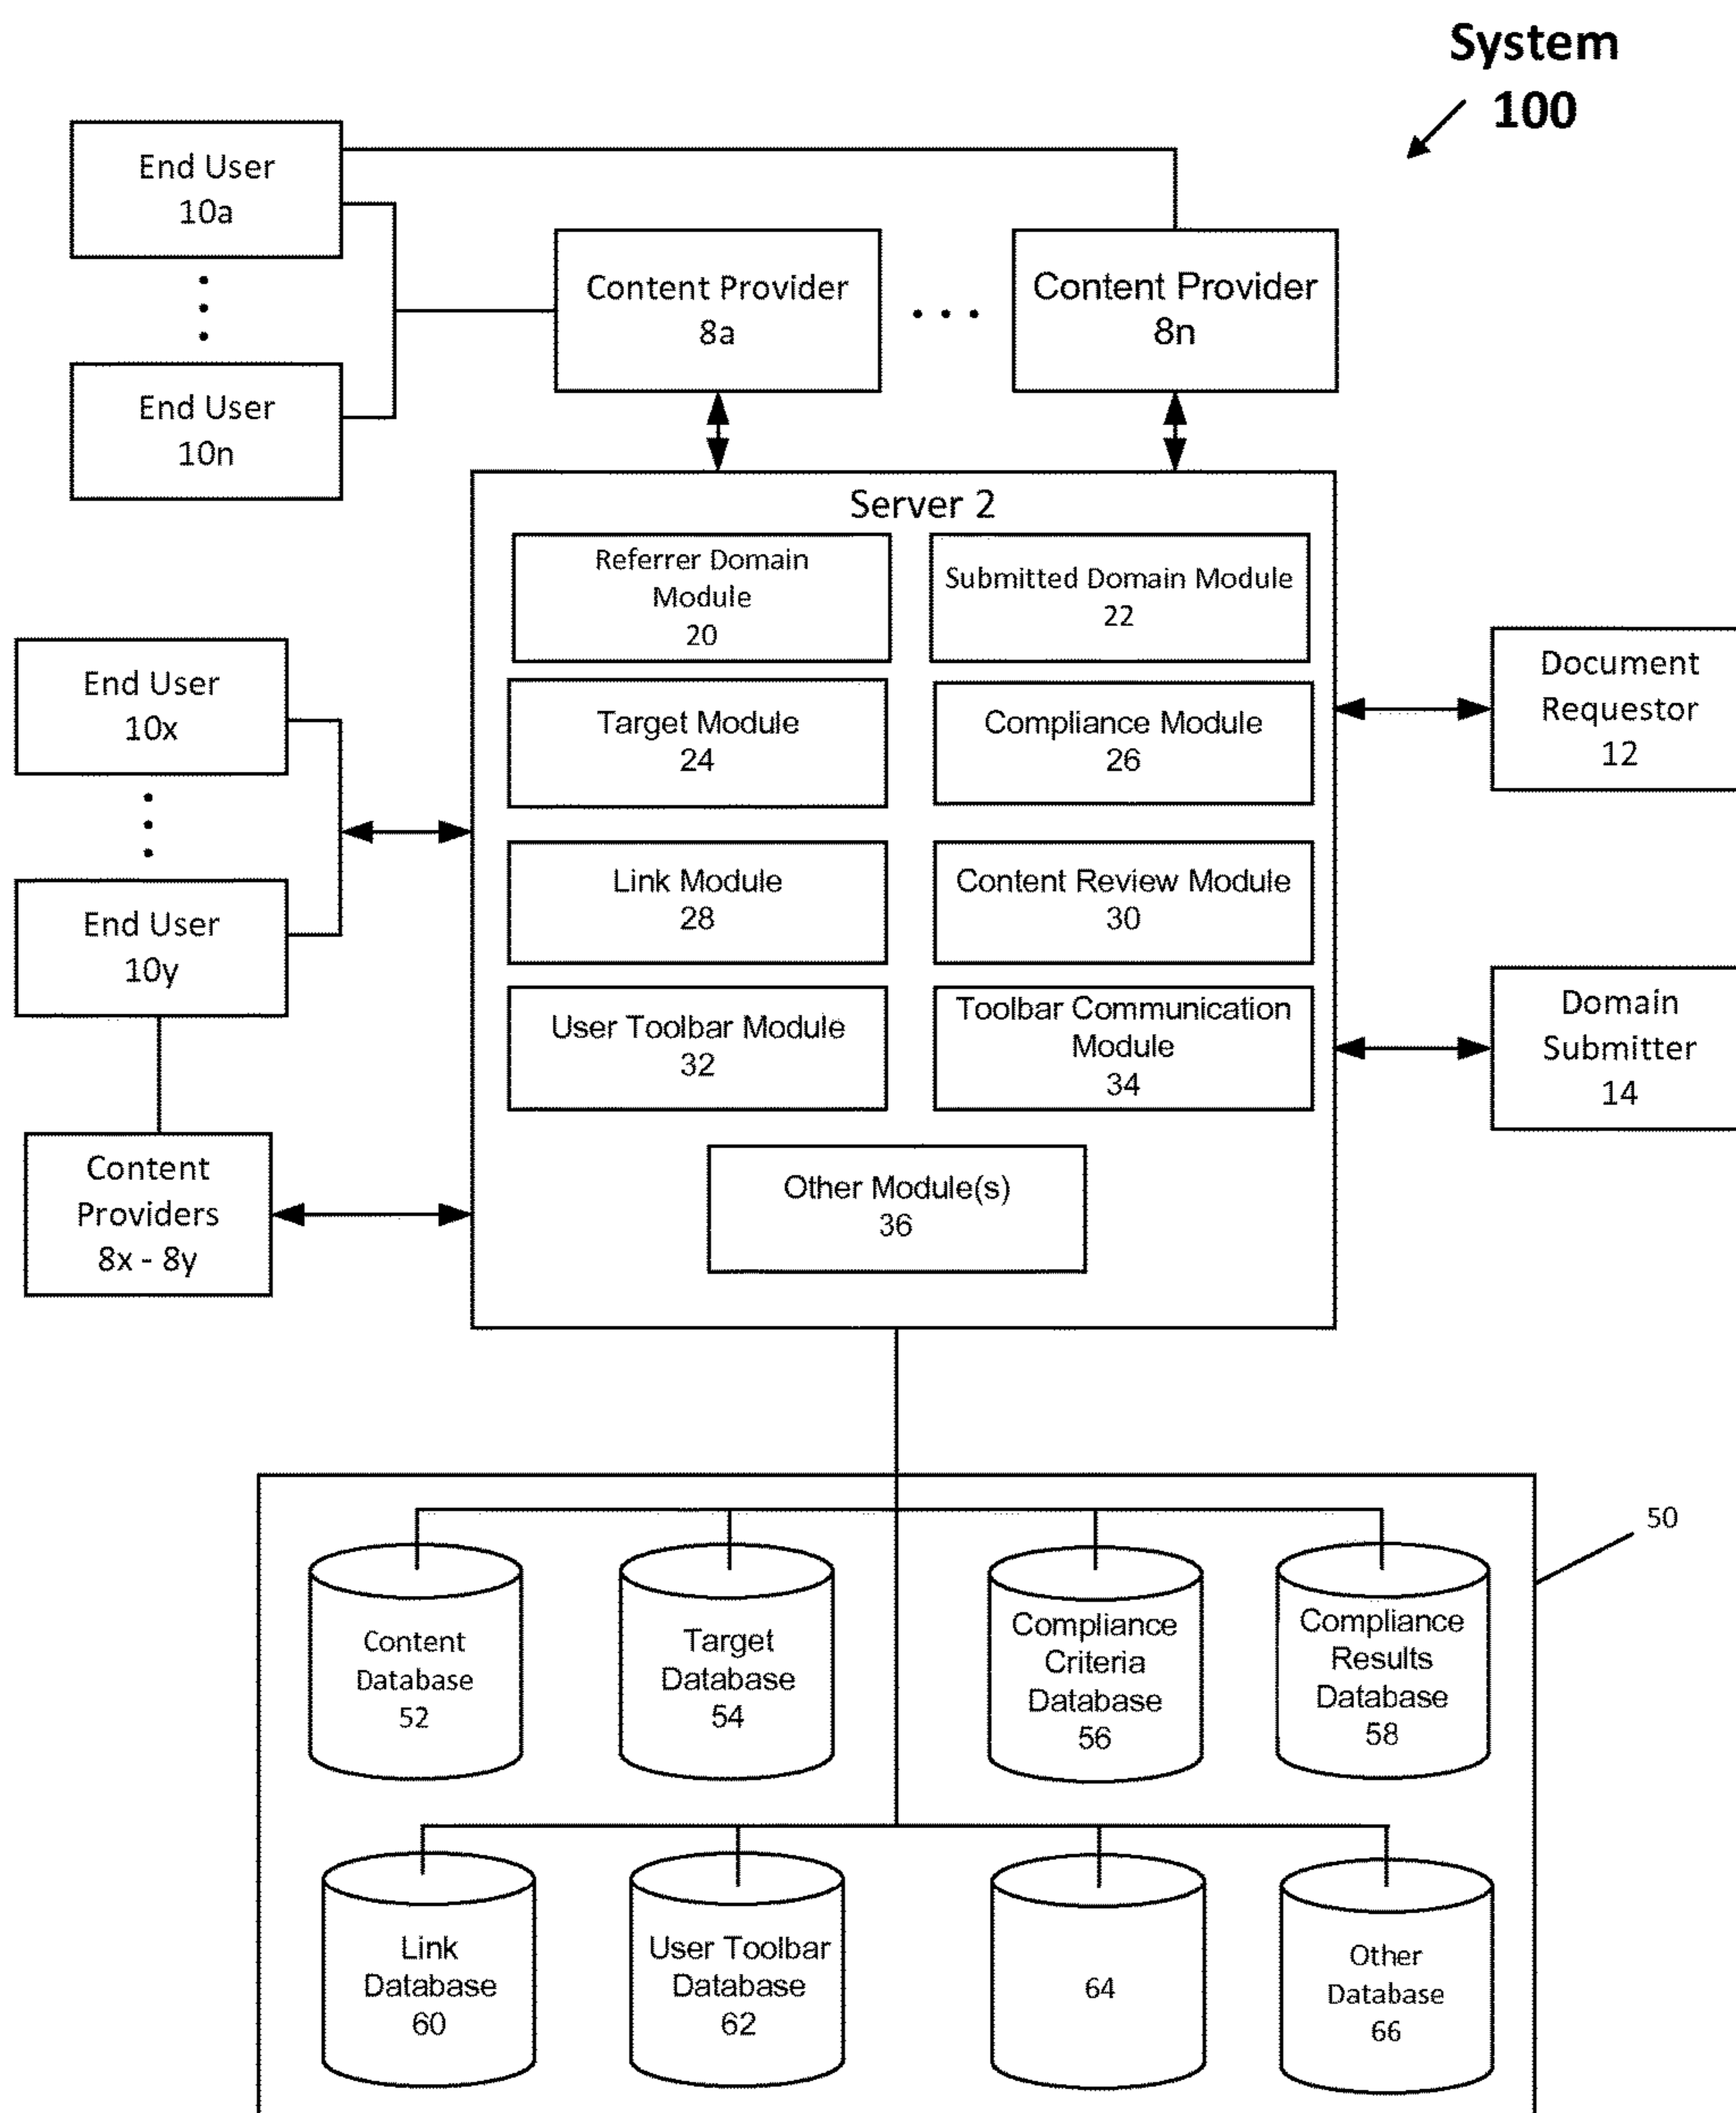 System
100
End User
10a
End User
10n
Content Provider
8a
Content Provider
8n
Server 2
Referrer Domain
Module
20
Submitted Domain Module
22
Target Module
24
Compliance Module
26
Link Module
28
Content Review Module
30
User Toolbar Module
32
Toolbar Communication
Module
34
Other Module(s)
36
End User
10x
End User
10y
Content
Providers
8x - 8y
Document
Requestor
12
Domain
Submitter
14
50
Content
Database
52
Target
Database
54
Compliance
Criteria
Database
56
Compliance
Results
Database
58
Link
Database
60
User Toolbar
Database
62
64
Other
Database
66